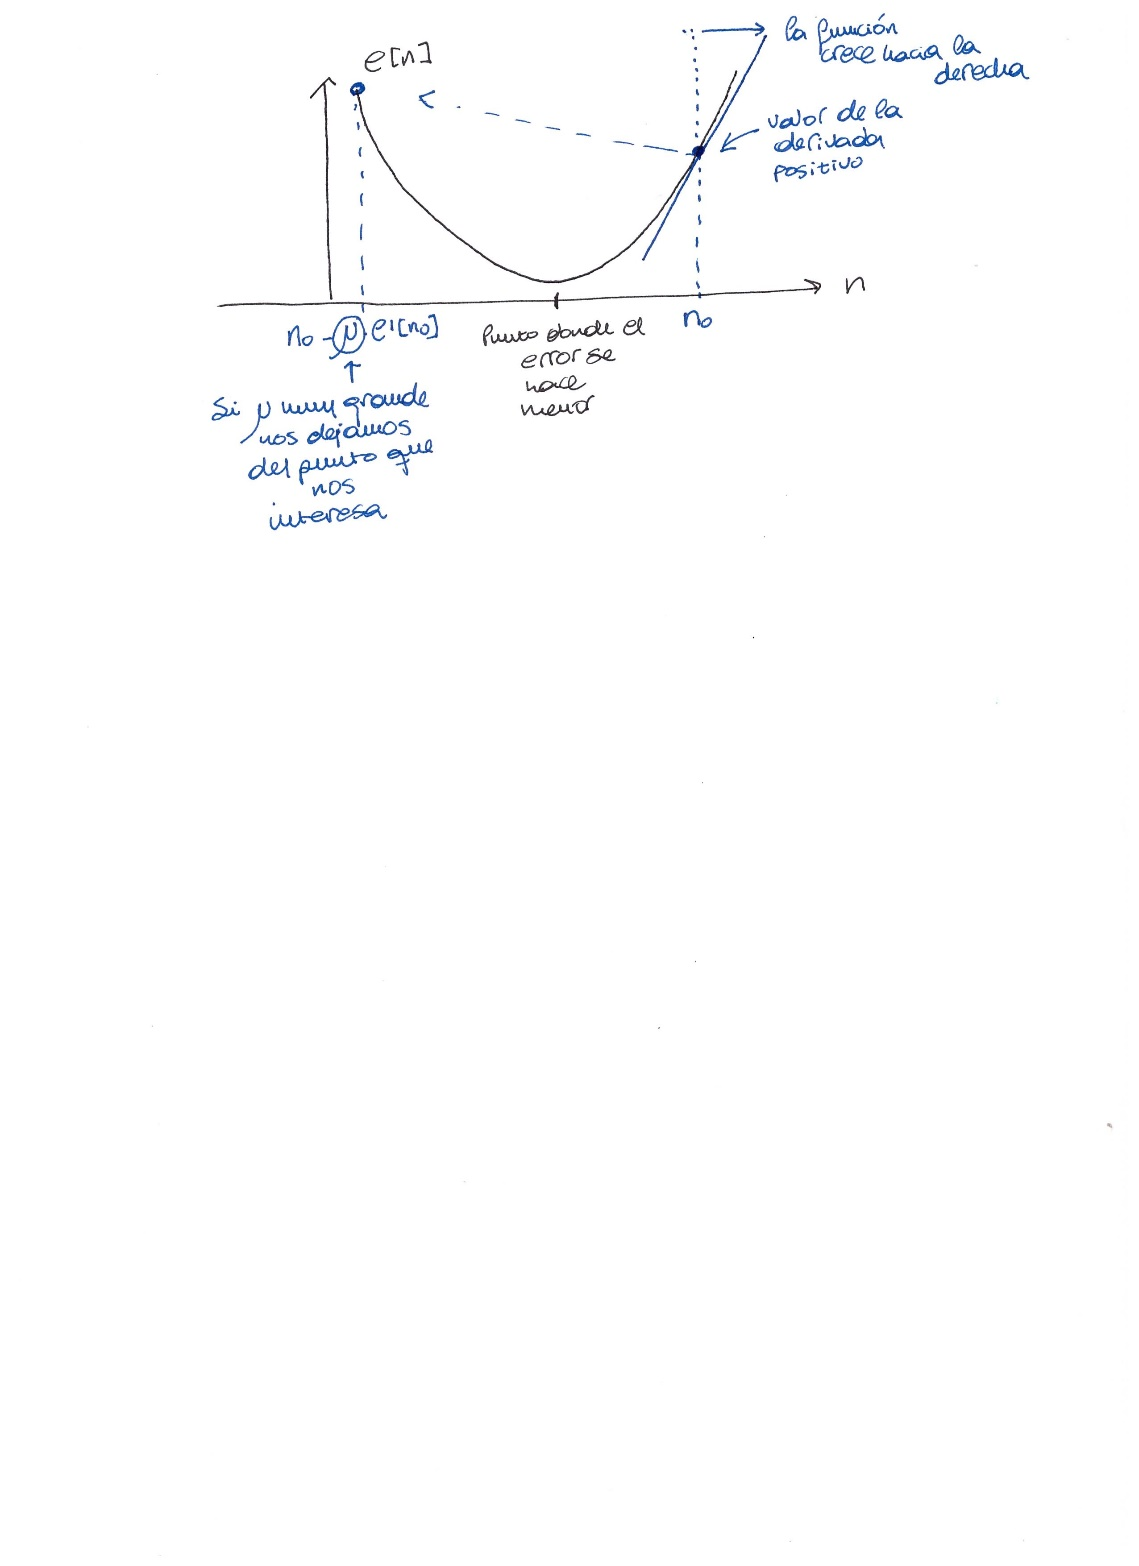 e[n]
la función
crece hacia la
derecha
valor de la
derivada
positivo
n
n₀
n₀ - μ e'[n₀]
Punto donde el
error se
hace
menor
Si μ muy grande
nos dejamos
del punto que
nos
interesa